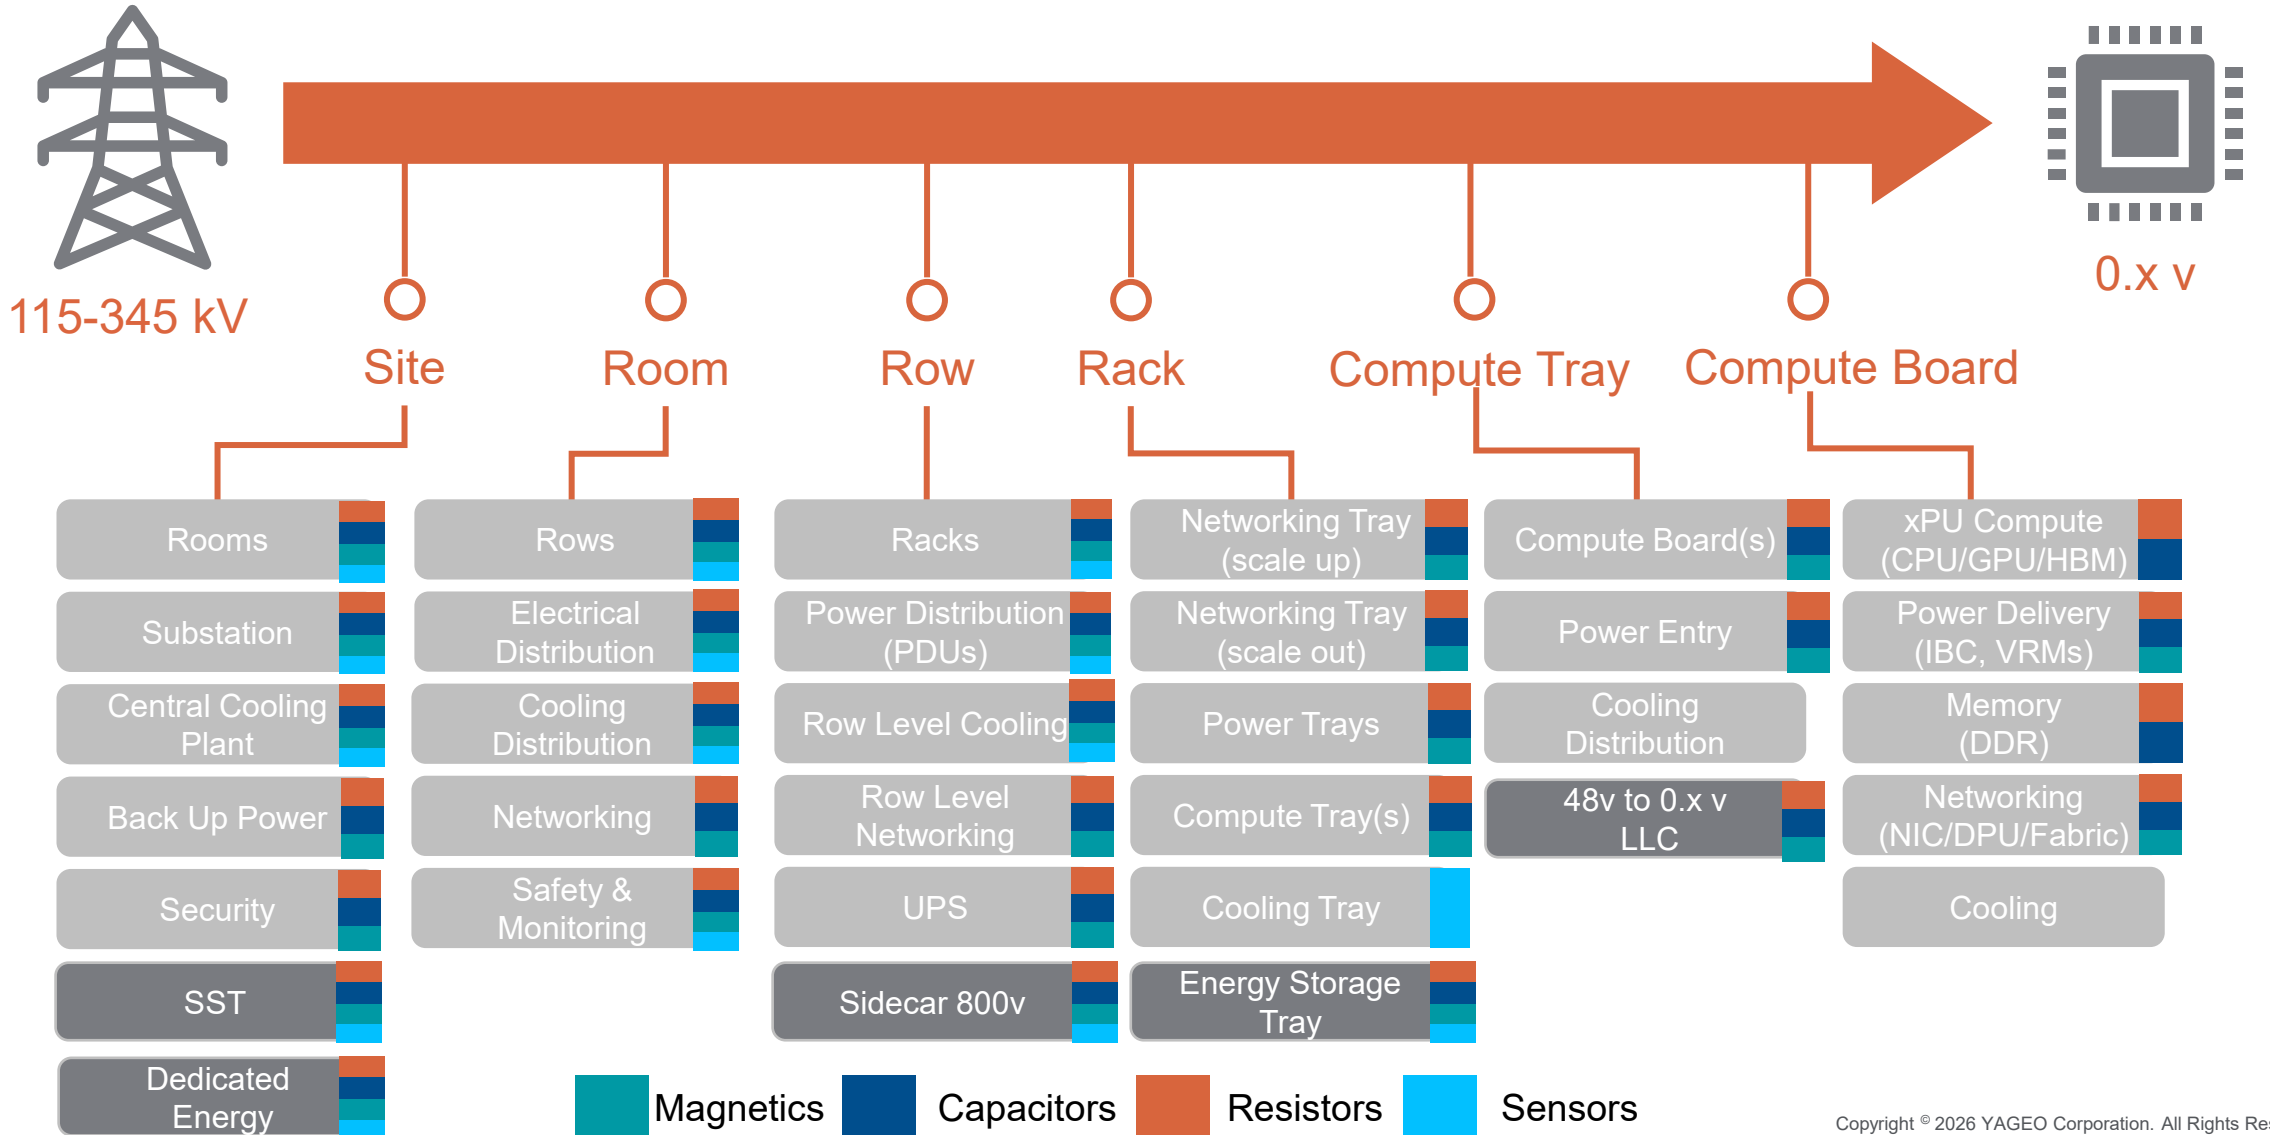 115-345 kV
0.x v
Site
Room
Row
Rack
Compute Tray
Compute Board
Rooms
Substation
Central Cooling
Plant
Back Up Power
Security
SST
Dedicated
Energy
Rows
Electrical
Distribution
Cooling
Distribution
Networking
Safety &
Monitoring
Racks
Power Distribution
(PDUs)
Row Level Cooling
Row Level
Networking
UPS
Sidecar 800v
Networking Tray
(scale up)
Networking Tray
(scale out)
Power Trays
Compute Tray(s)
Cooling Tray
Energy Storage
Tray
Compute Board(s)
Power Entry
Cooling
Distribution
48v to 0.x v
LLC
xPU Compute
(CPU/GPU/HBM)
Power Delivery
(IBC, VRMs)
Memory
(DDR)
Networking
(NIC/DPU/Fabric)
Cooling
Magnetics
Capacitors
Resistors
Sensors
Copyright © 2026 YAGEO Corporation. All Rights Res